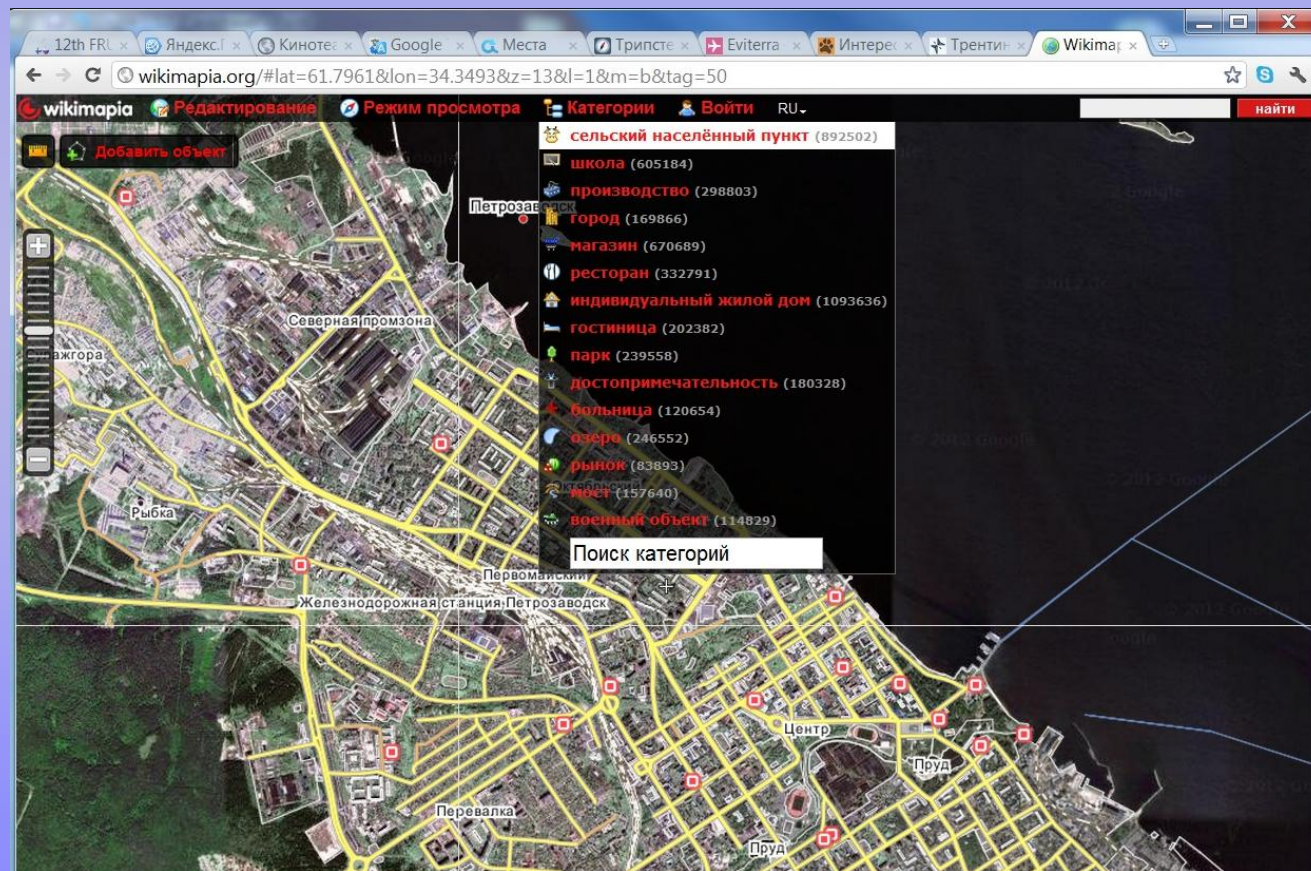 12th FRU
Яндекс.Г
Кинотеа
Google
Места
Трипсте
Eviterra
Интерес
Трентин
Wikimap
wikimapia.org/#lat=61.7961&lon=34.3493&z=13&l=1&m=b&tag=50
wikimapia
Редактирование
Режим просмотра
Категории
Войти
RU
найти
Добавить объект
сельский населённый пункт (892502)
школа (605184)
производство (298803)
город (169866)
магазин (670689)
ресторан (332791)
индивидуальный жилой дом (1093636)
гостиница (202382)
парк (239558)
достопримечательность (180328)
больница (120654)
озеро (246552)
рынок (83893)
мост (157640)
военный объект (114829)
Поиск категорий
Петрозаводск
Северная промзона
Октябрьский
Рыбка
Первомайский
Железнодорожная станция Петрозаводск
Центр
Пруд
Перевалка
Пруд
© 2012 Google